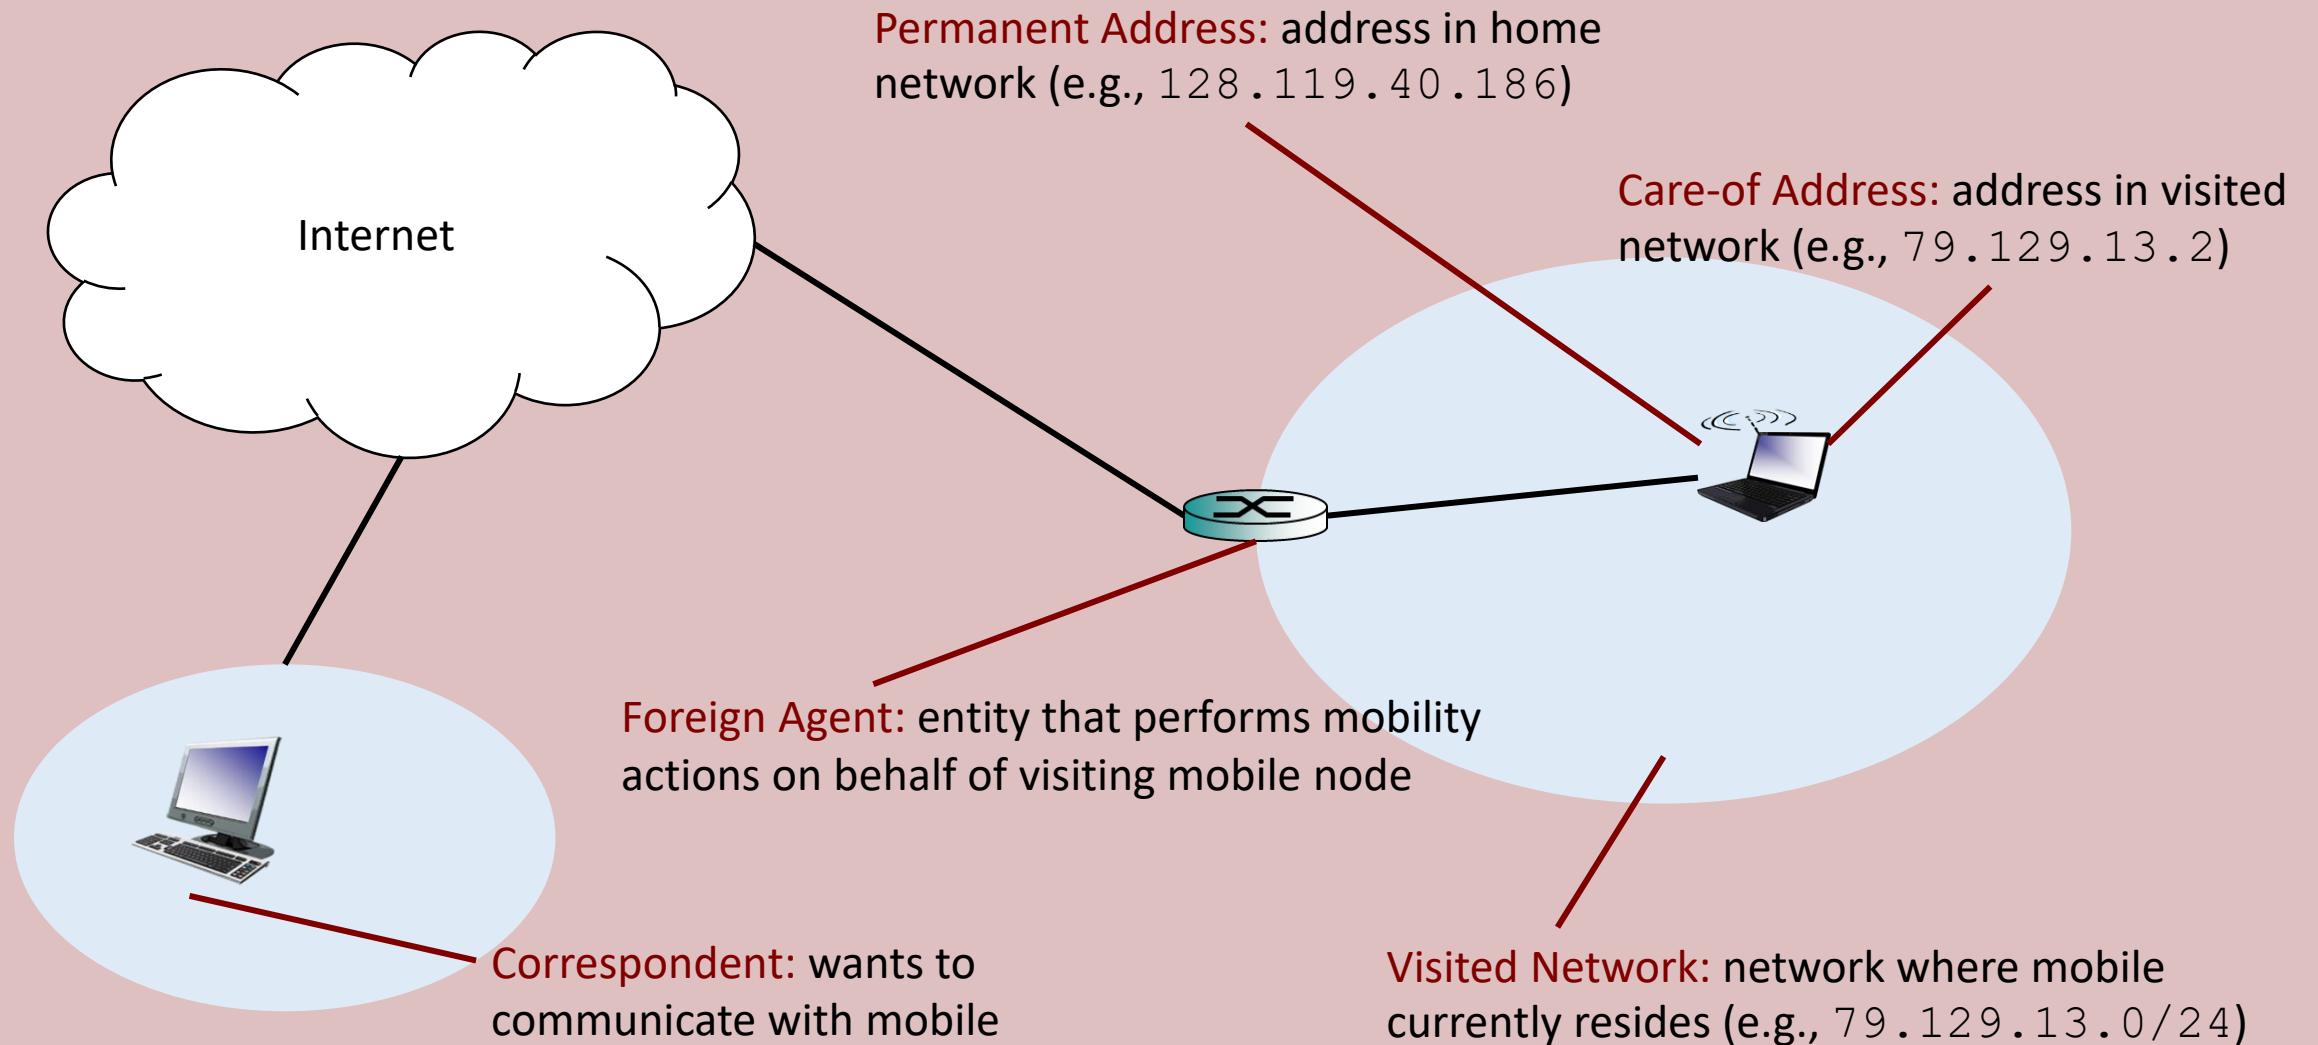 Permanent Address: address in home
network (e.g., 128.119.40.186)
Care-of Address: address in visited
network (e.g., 79.129.13.2)
Internet
Foreign Agent: entity that performs mobility
actions on behalf of visiting mobile node
Correspondent: wants to
communicate with mobile
Visited Network: network where mobile
currently resides (e.g., 79.129.13.0/24)